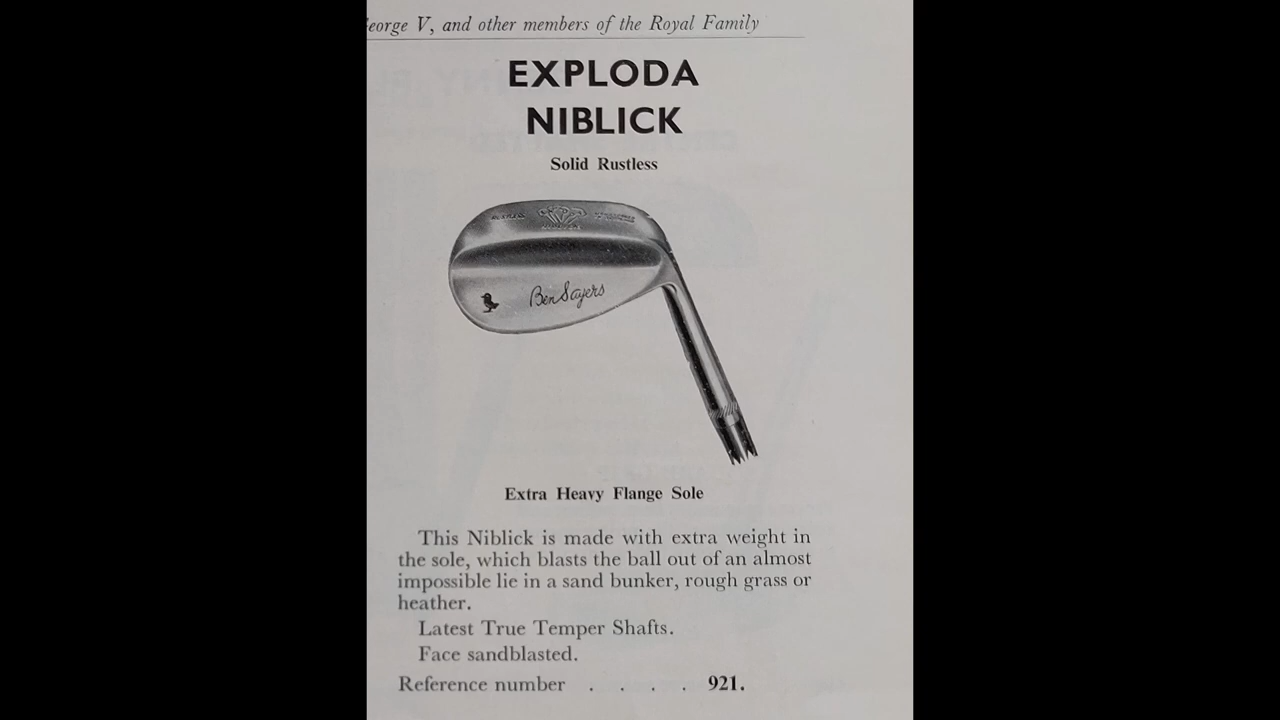 George V, and other members of the Royal Family
EXPLODA
NIBLICK
Solid Rustless
RUSTLESS
Ben Sayers
Extra Heavy Flange Sole
This Niblick is made with extra weight in
the sole, which blasts the ball out of an almost
impossible lie in a sand bunker, rough grass or
heather.
Latest True Temper Shafts.
Face sandblasted.
Reference number . . . . 921.